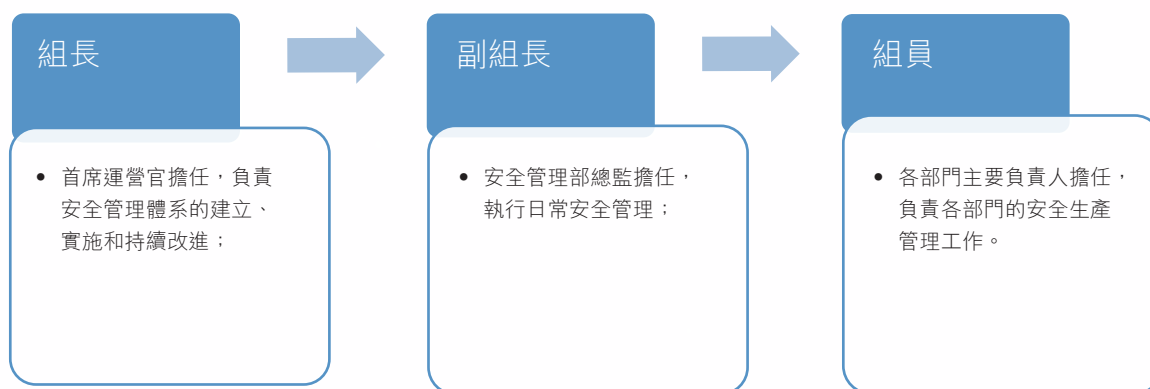 組長
• 首席運營官擔任，負責
安全管理體系的建立、
實施和持續改進；
副組長
• 安全管理部總監擔任，
執行日常安全管理；
組員
• 各部門主要負責人擔任，
負責各部門的安全生產
管理工作。